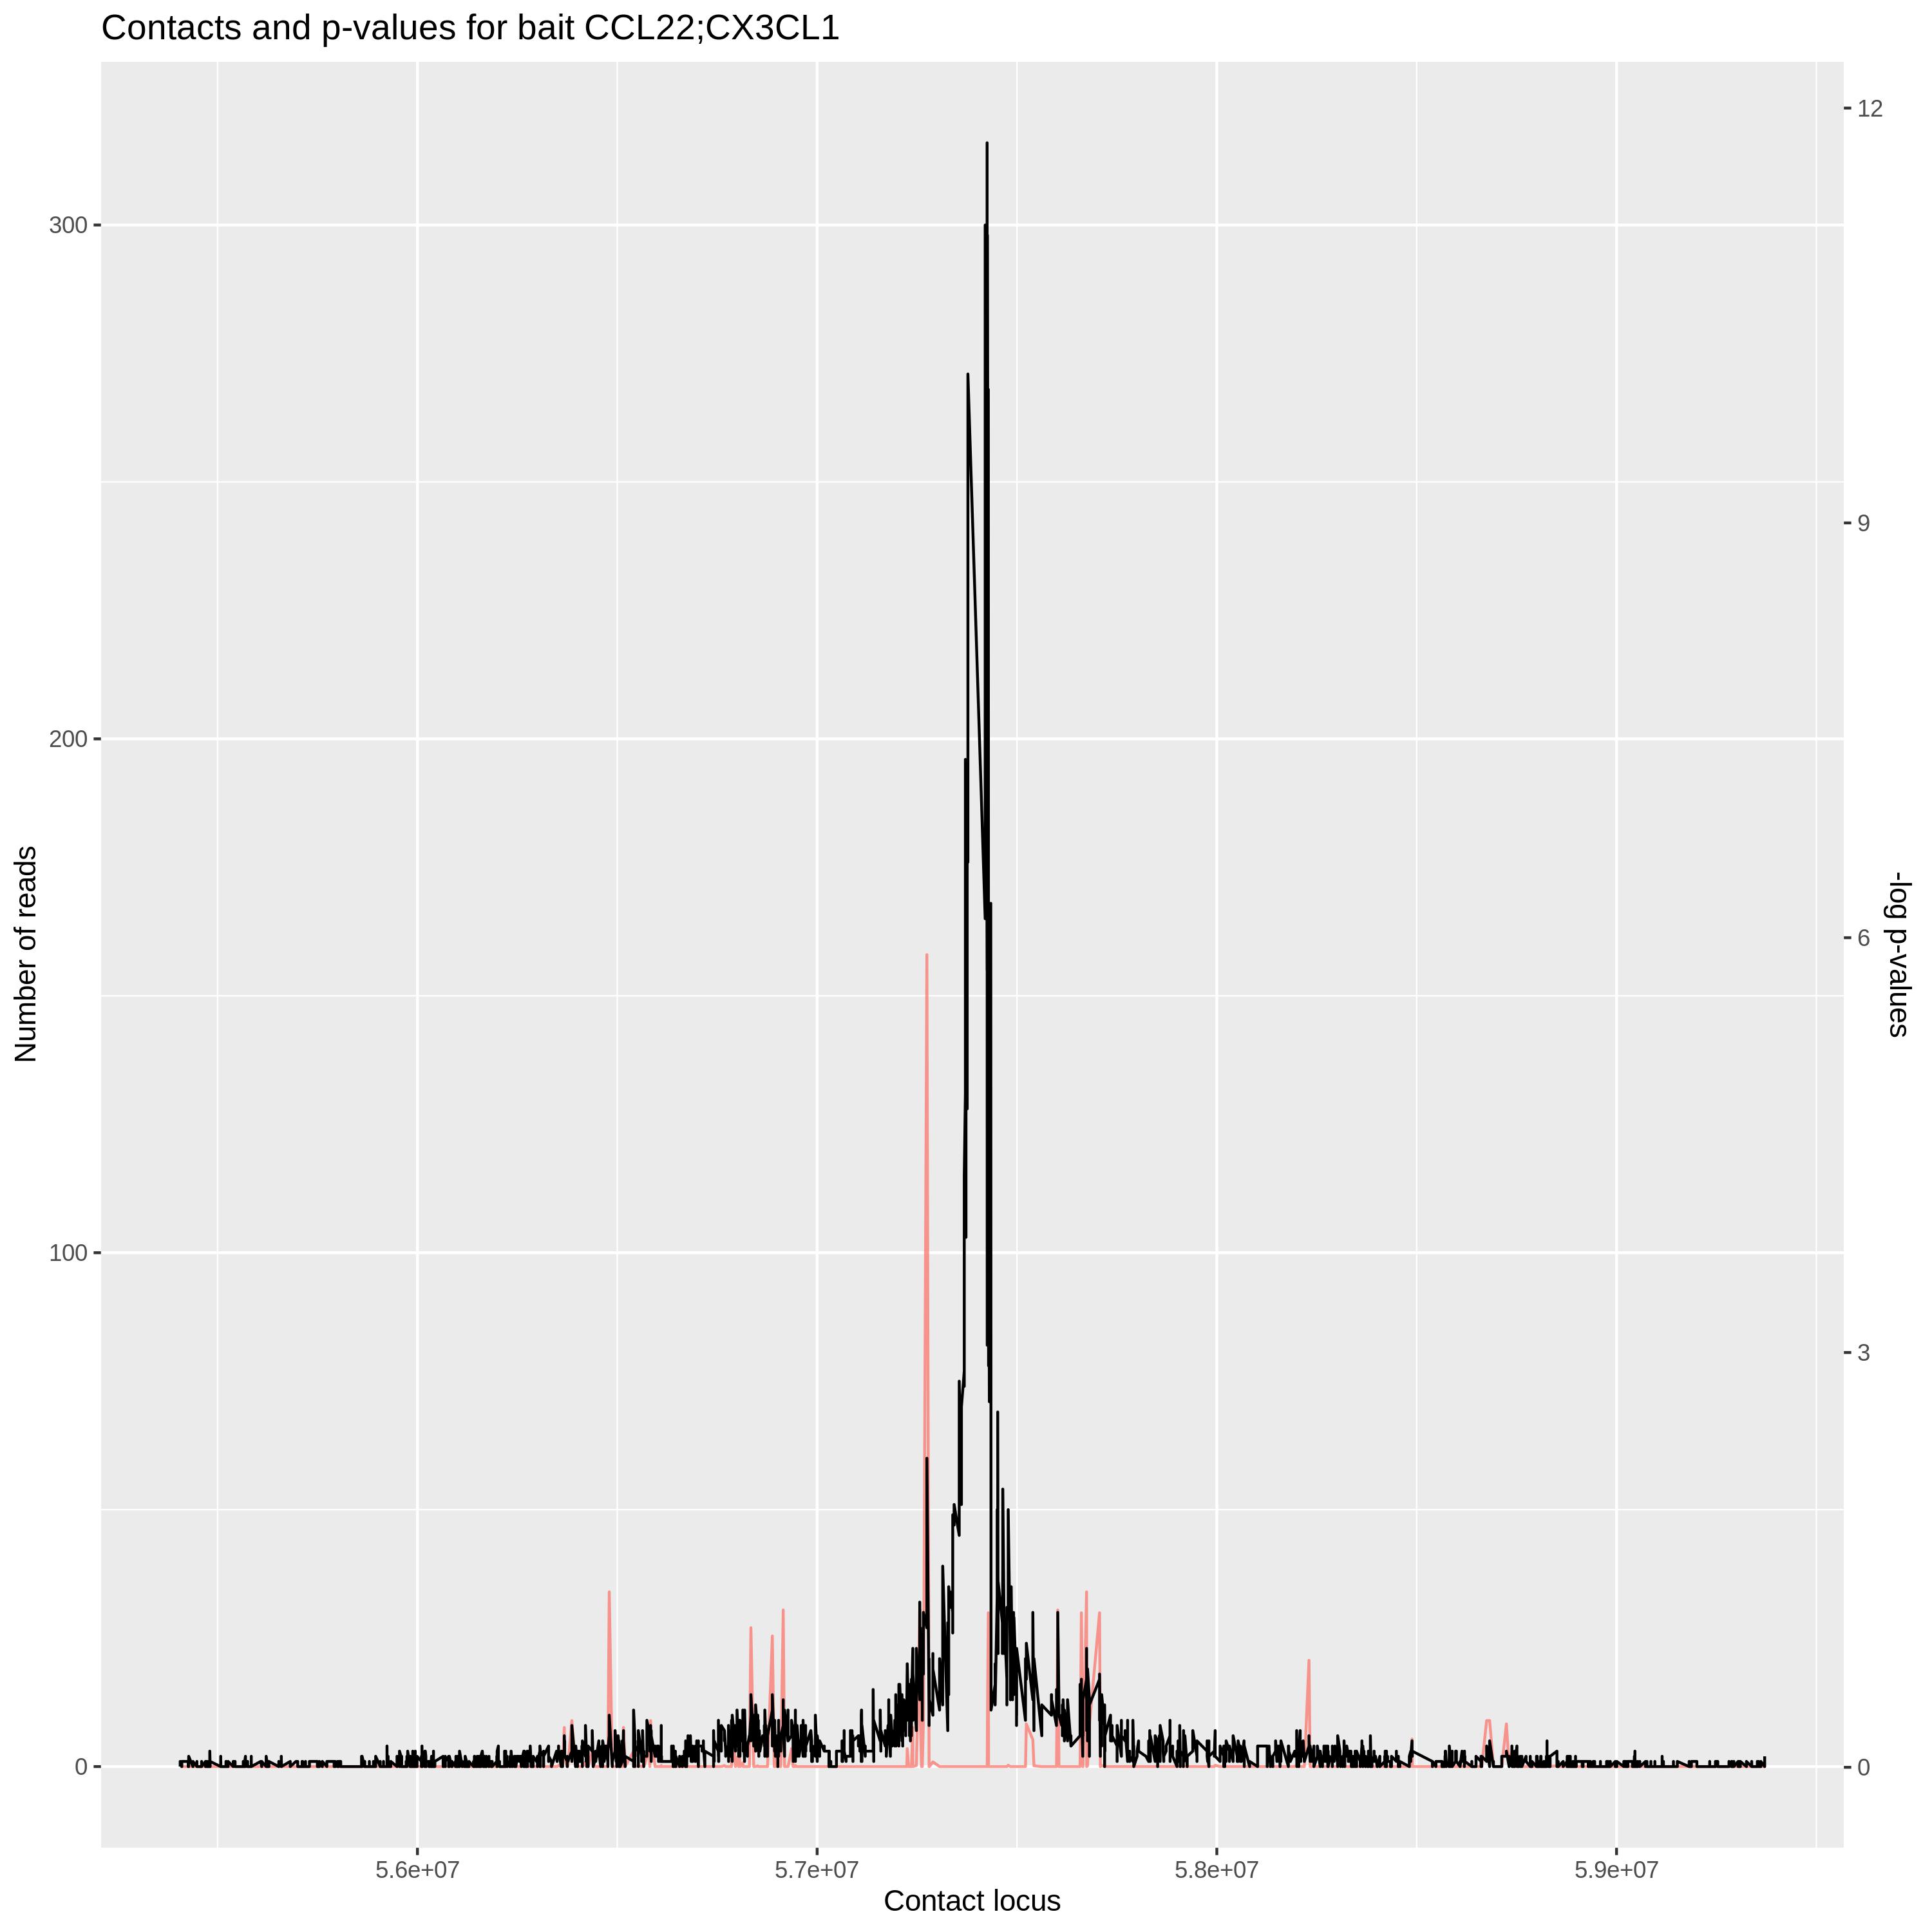 Contacts and p-values for bait CCL22;CX3CL1
300
200
100
0
Number of reads
12
9
6
3
0
-log p-values
5.6e+07
5.7e+07
5.8e+07
5.9e+07
Contact locus